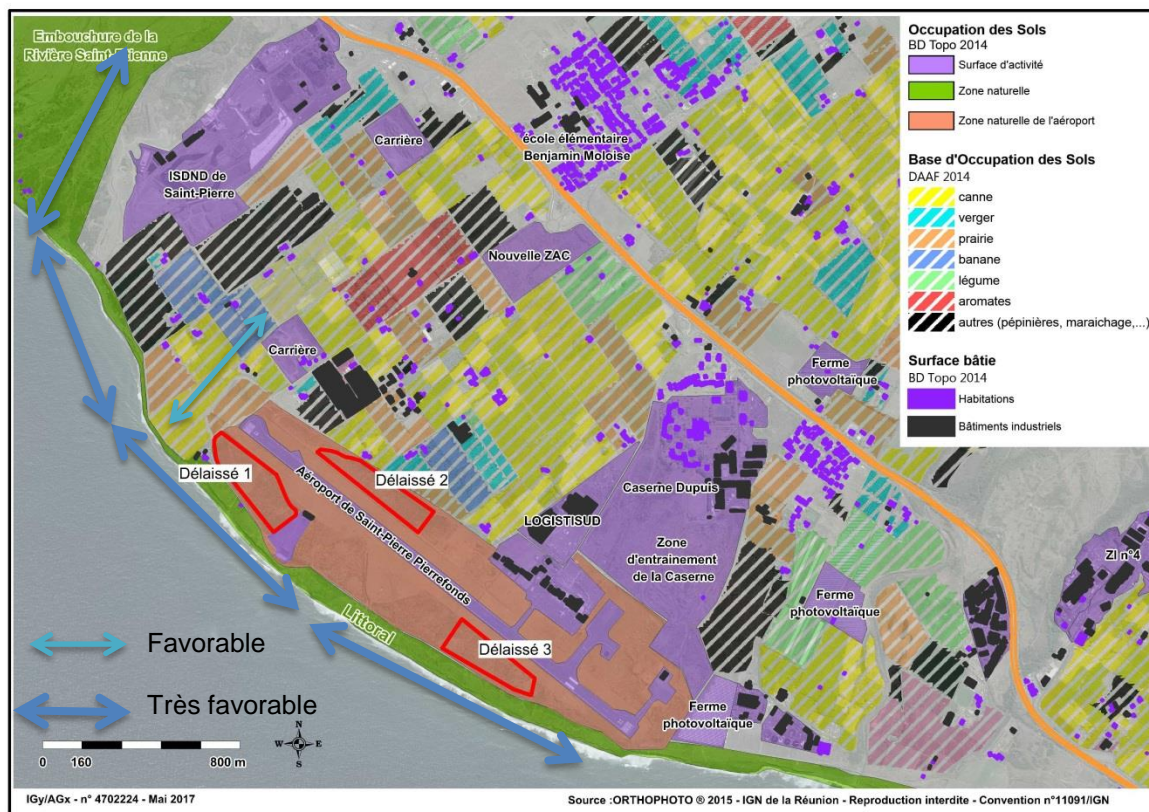 Embouchure de la
Rivière Saint-Etienne
ISDND de
Saint-Pierre
Carrière
école élémentaire
Benjamin Moloise
Nouvelle ZAC
Carrière
Ferme
photovoltaïque
Délaissé 1
Délaissé 2
Aéroport de Saint-Pierre Pierrefonds
LOGISTISUD
Caserne Dupuis
Zone
d'entrainement
de la Caserne
ZI n°4
Ferme
photovoltaïque
Littoral
Délaissé 3
Ferme
photovoltaïque
Favorable
Très favorable
N
W E
S
0 160 800 m
Occupation des Sols
BD Topo 2014
Surface d'activité
Zone naturelle
Zone naturelle de l'aéroport
Base d'Occupation des Sols
DAAF 2014
canne
verger
prairie
banane
légume
aromates
autres (pépinières, maraichage,...)
Surface bâtie
BD Topo 2014
Habitations
Bâtiments industriels
IGy/AGx - n° 4702224 - Mai 2017
Source :ORTHOPHOTO ® 2015 - IGN de la Réunion - Reproduction interdite - Convention n°11091/IGN